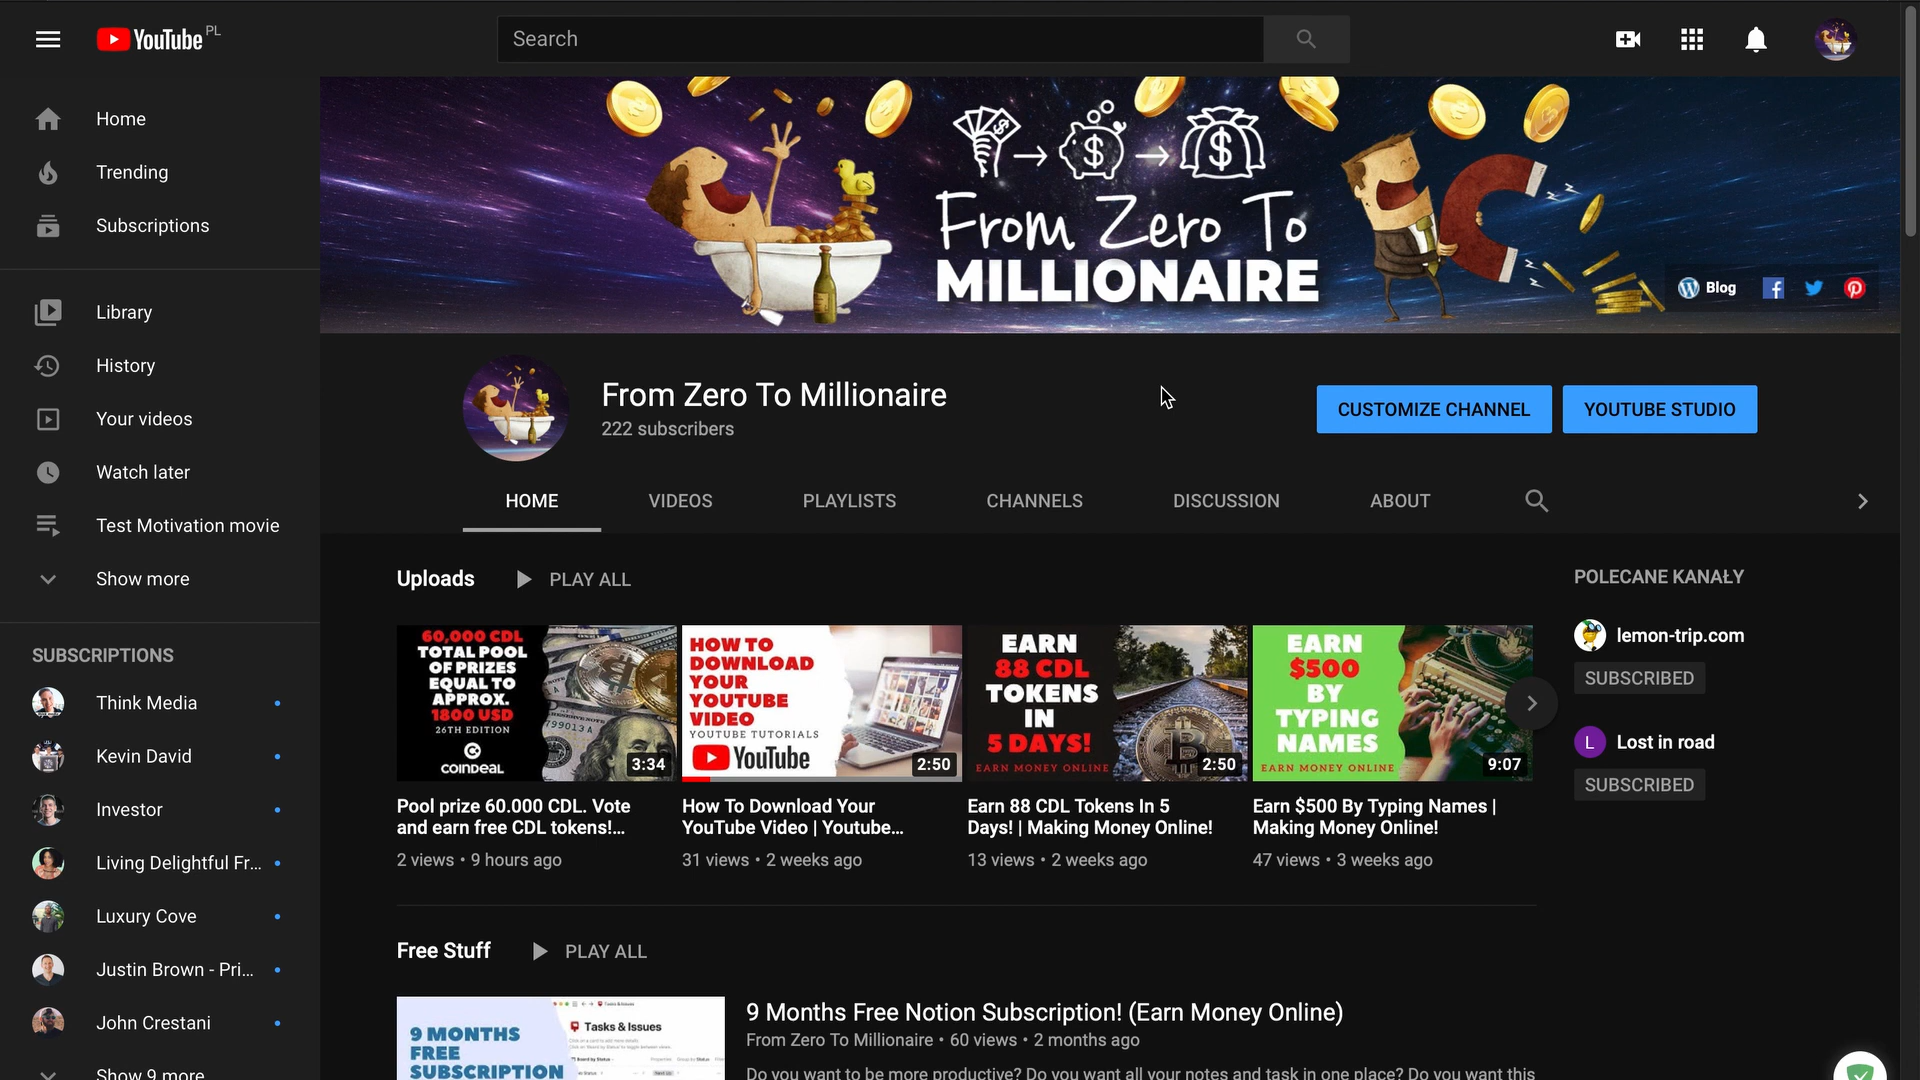 YouTube PL
Search
Home
Trending
Subscriptions
Library
History
Your videos
Watch later
Test Motivation movie
Show more
SUBSCRIPTIONS
Think Media
Kevin David
Investor
Living Delightful Fr...
Luxury Cove
Justin Brown - Pri...
John Crestani
Show 9 more
From Zero To
MILLIONAIRE
Blog
From Zero To Millionaire
222 subscribers
CUSTOMIZE CHANNEL
YOUTUBE STUDIO
HOME
VIDEOS
PLAYLISTS
CHANNELS
DISCUSSION
ABOUT
Uploads
PLAY ALL
60,000 CDL
TOTAL POOL
OF PRIZES
EQUAL TO
APPROX.
1800 USD
26TH EDITION
COINDEAL
3:34
Pool prize 60.000 CDL. Vote
and earn free CDL tokens!...
2 views • 9 hours ago
HOW TO
DOWNLOAD
YOUR
YOUTUBE
VIDEO
YOUTUBE TUTORIALS
YouTube
2:50
How To Download Your
YouTube Video | Youtube...
31 views • 2 weeks ago
EARN
88 CDL
TOKENS
IN
5 DAYS!
EARN MONEY ONLINE
2:50
Earn 88 CDL Tokens In 5
Days! | Making Money Online!
13 views • 2 weeks ago
EARN
$500
BY
TYPING
NAMES
EARN MONEY ONLINE
9:07
Earn $500 By Typing Names |
Making Money Online!
47 views • 3 weeks ago
POLECANE KANAŁY
lemon-trip.com
SUBSCRIBED
L
Lost in road
SUBSCRIBED
Free Stuff
PLAY ALL
9 MONTHS
FREE
SUBSCRIPTION
Tasks & Issues
9 Months Free Notion Subscription! (Earn Money Online)
From Zero To Millionaire • 60 views • 2 months ago
Do you want to be more productive? Do you want all your notes and task in one place? Do you want this